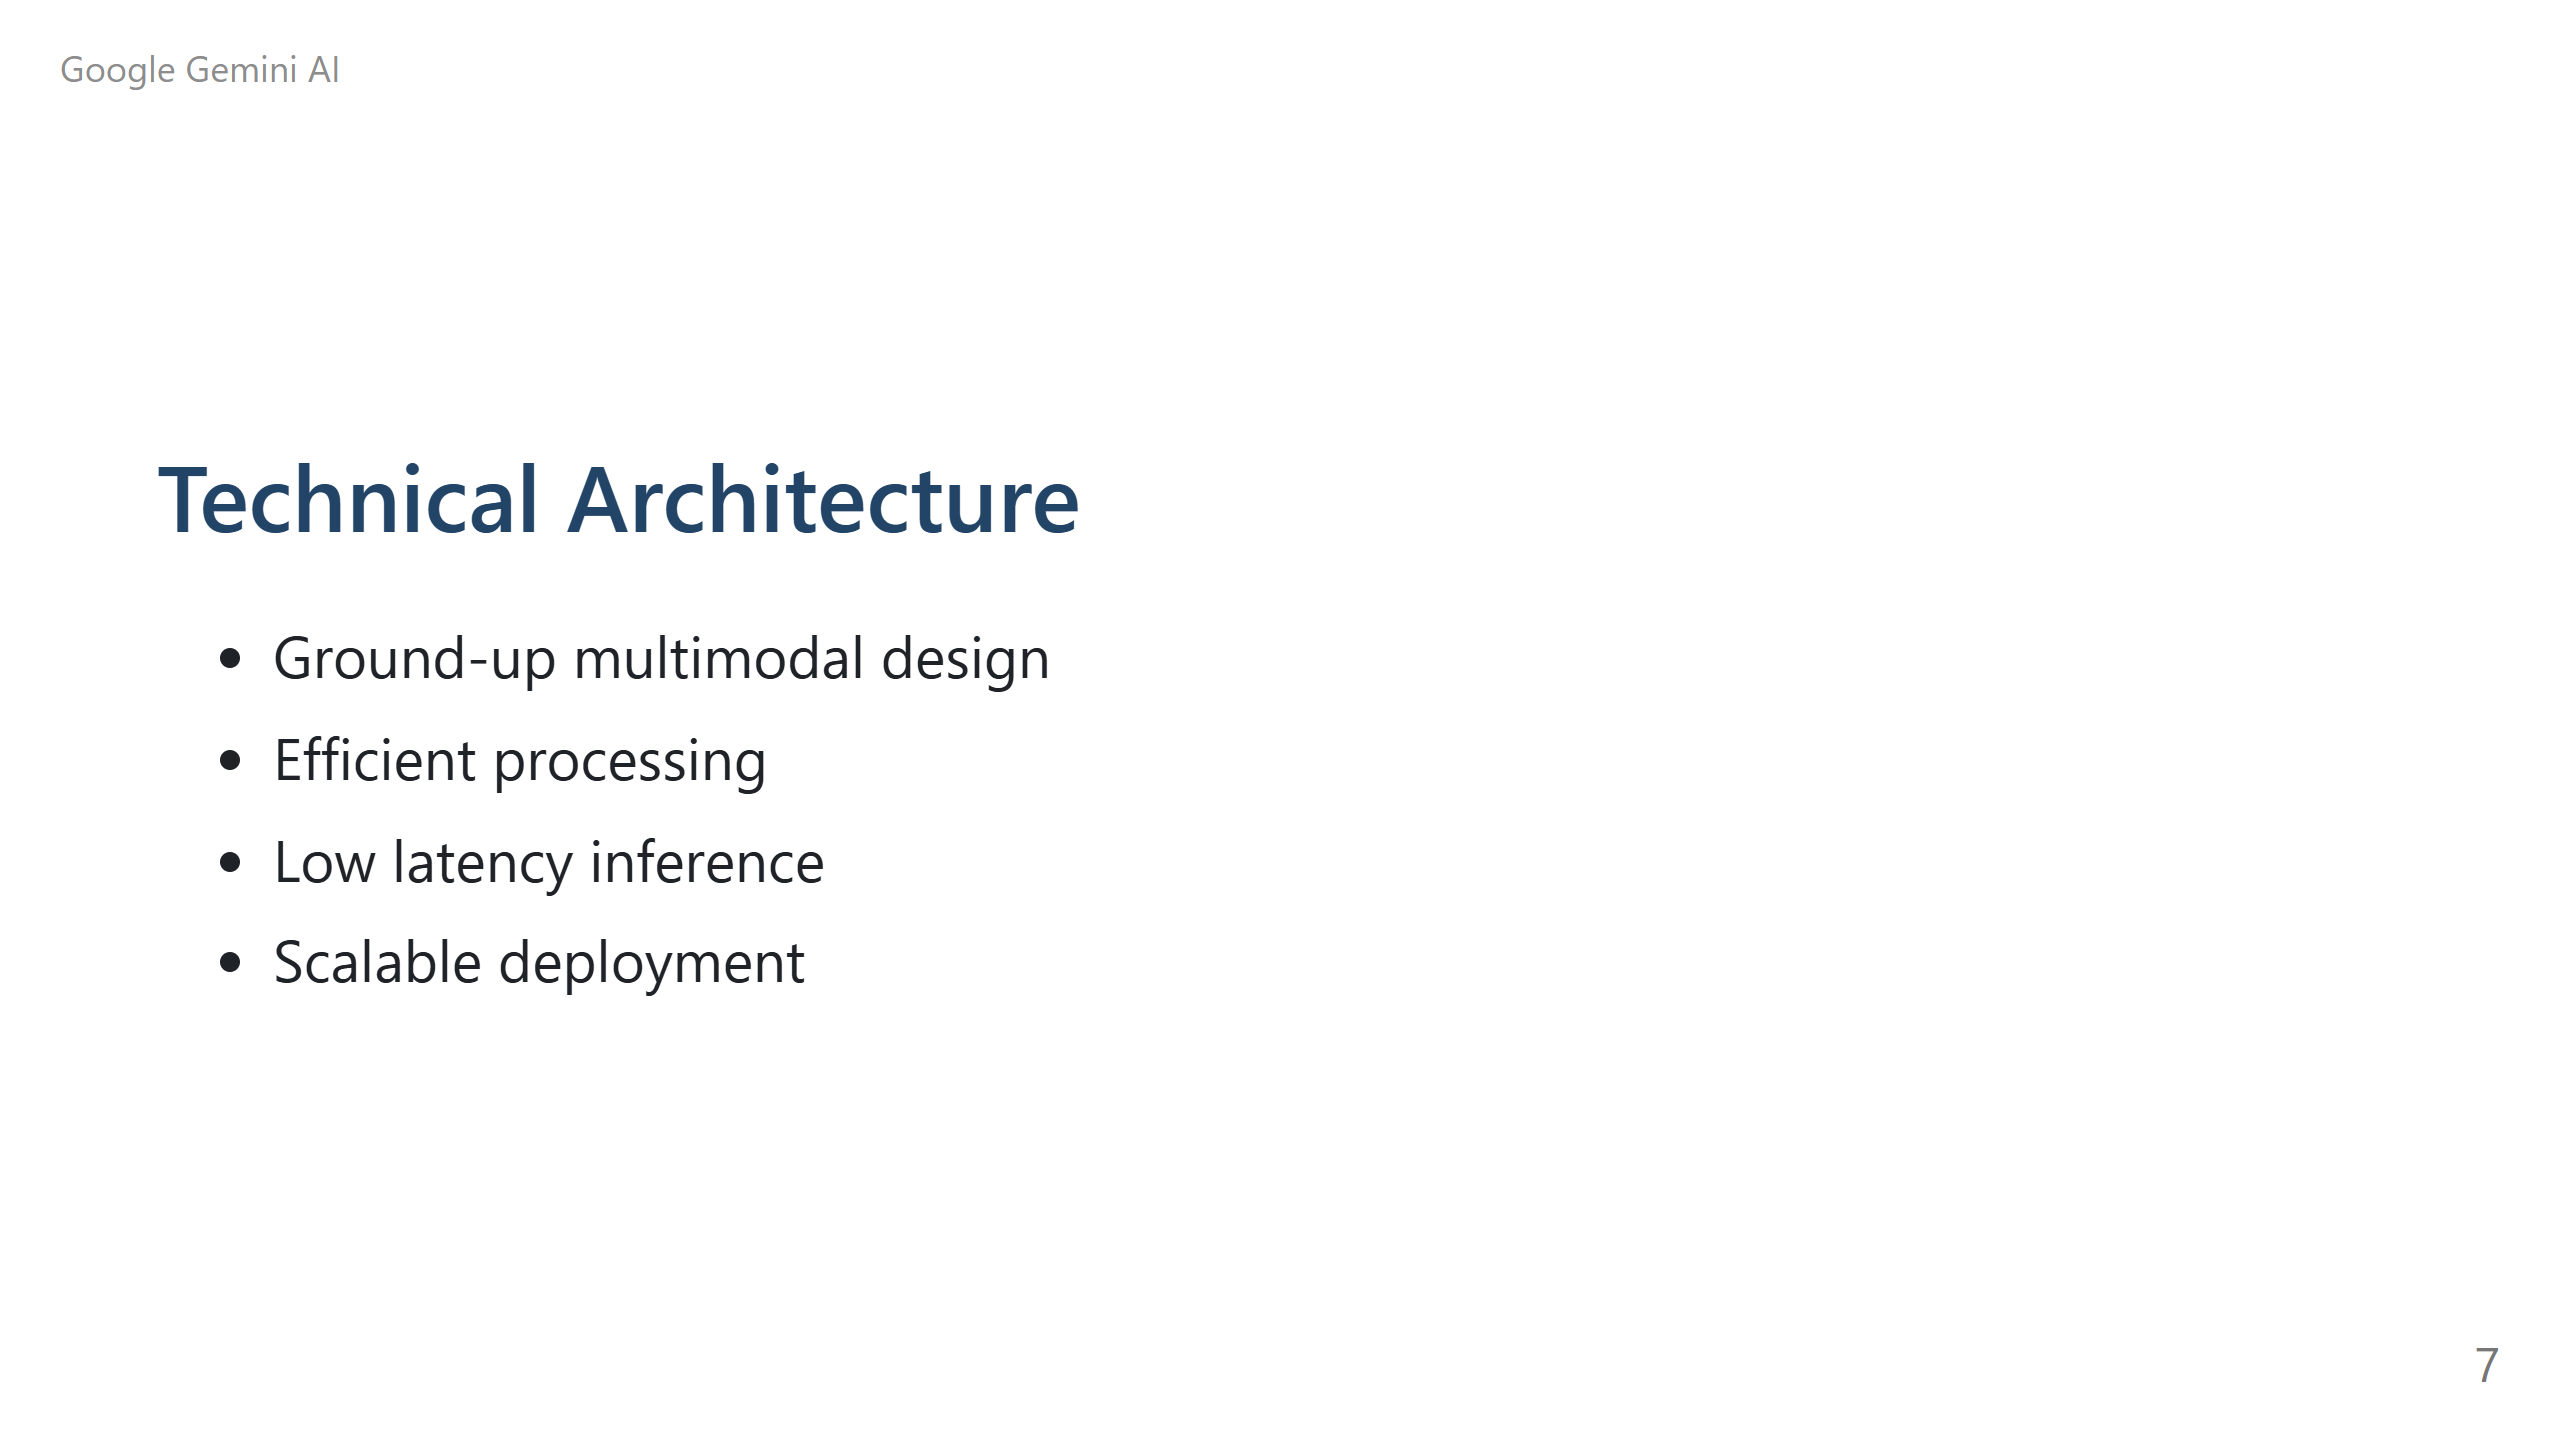 Google Gemini AI
Technical Architecture
• Ground-up multimodal design
• Efficient processing
• Low latency inference
• Scalable deployment
7